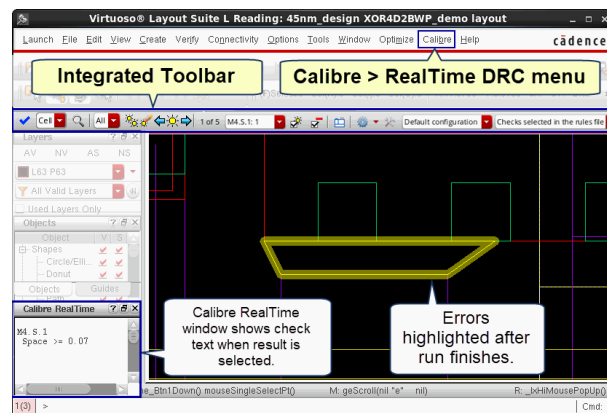 Virtuoso® Layout Suite L Reading: 45nm_design XOR4D2BWP_demo layout
Launch File Edit View Create Verify Connectivity Options Tools Window Optimize Calibre Help
cādence
Integrated Toolbar
Calibre > RealTime DRC menu
Cell All 1 of 5 M4.S.1: 1 Default configuration Checks selected in the rules file
Layers
AV NV AS NS
L63 P63
All Valid Layers
Used Layers Only
Objects
Object V S
Shapes
Circle/Elli...
Donut
Path
Objects Guides
Calibre RealTime
M4.S.1
Space >= 0.07
Calibre RealTime
window shows check
text when result is
selected.
Errors
highlighted after
run finishes.
me_Btn1Down() mouseSingleSelectPt() M: geScroll(nil "e" nil) R: _lxHiMousePopUp()
1(3) > Cmd: